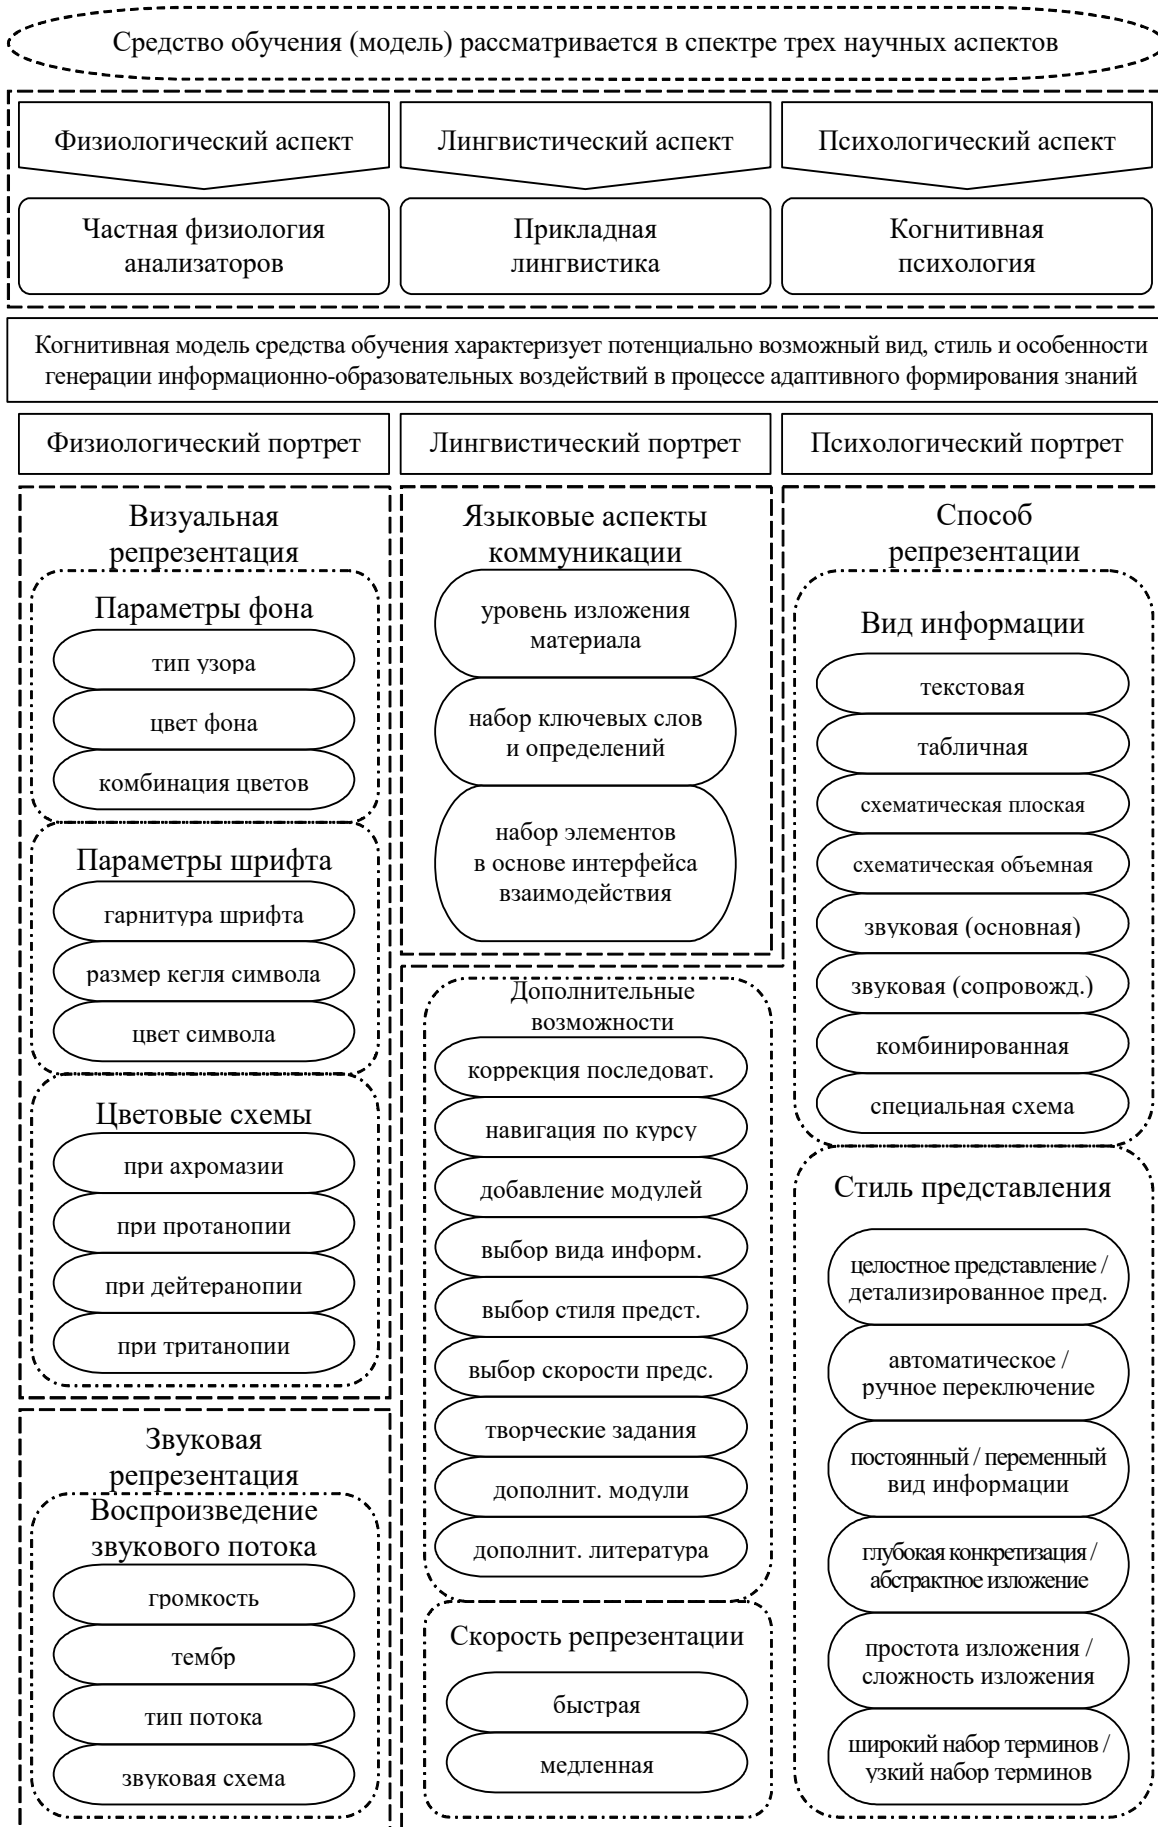 Средство обучения (модель) рассматривается в спектре трех научных аспектов
Физиологический аспект
Лингвистический аспект
Психологический аспект
Частная физиология
анализаторов
Прикладная
лингвистика
Когнитивная
психология
Когнитивная модель средства обучения характеризует потенциально возможный вид, стиль и особенности
генерации информационно-образовательных воздействий в процессе адаптивного формирования знаний
Физиологический портрет
Лингвистический портрет
Психологический портрет
Визуальная
репрезентация
Параметры фона
тип узора
цвет фона
комбинация цветов
Параметры шрифта
гарнитура шрифта
размер кегля символа
цвет символа
Цветовые схемы
при ахромазии
при протанопии
при дейтеранопии
при тританопии
Звуковая
репрезентация
Воспроизведение
звукового потока
громкость
тембр
тип потока
звуковая схема
Языковые аспекты
коммуникации
уровень изложения
материала
набор ключевых слов
и определений
набор элементов
в основе интерфейса
взаимодействия
Дополнительные
возможности
коррекция последоват.
навигация по курсу
добавление модулей
выбор вида информ.
выбор стиля предст.
выбор скорости предс.
творческие задания
дополнит. модули
дополнит. литература
Скорость репрезентации
быстрая
медленная
Способ
репрезентации
Вид информации
текстовая
табличная
схематическая плоская
схематическая объемная
звуковая (основная)
звуковая (сопровожд.)
комбинированная
специальная схема
Стиль представления
целостное представление /
детализированное пред.
автоматическое /
ручное переключение
постоянный / переменный
вид информации
глубокая конкретизация /
абстрактное изложение
простота изложения /
сложность изложения
широкий набор терминов /
узкий набор терминов